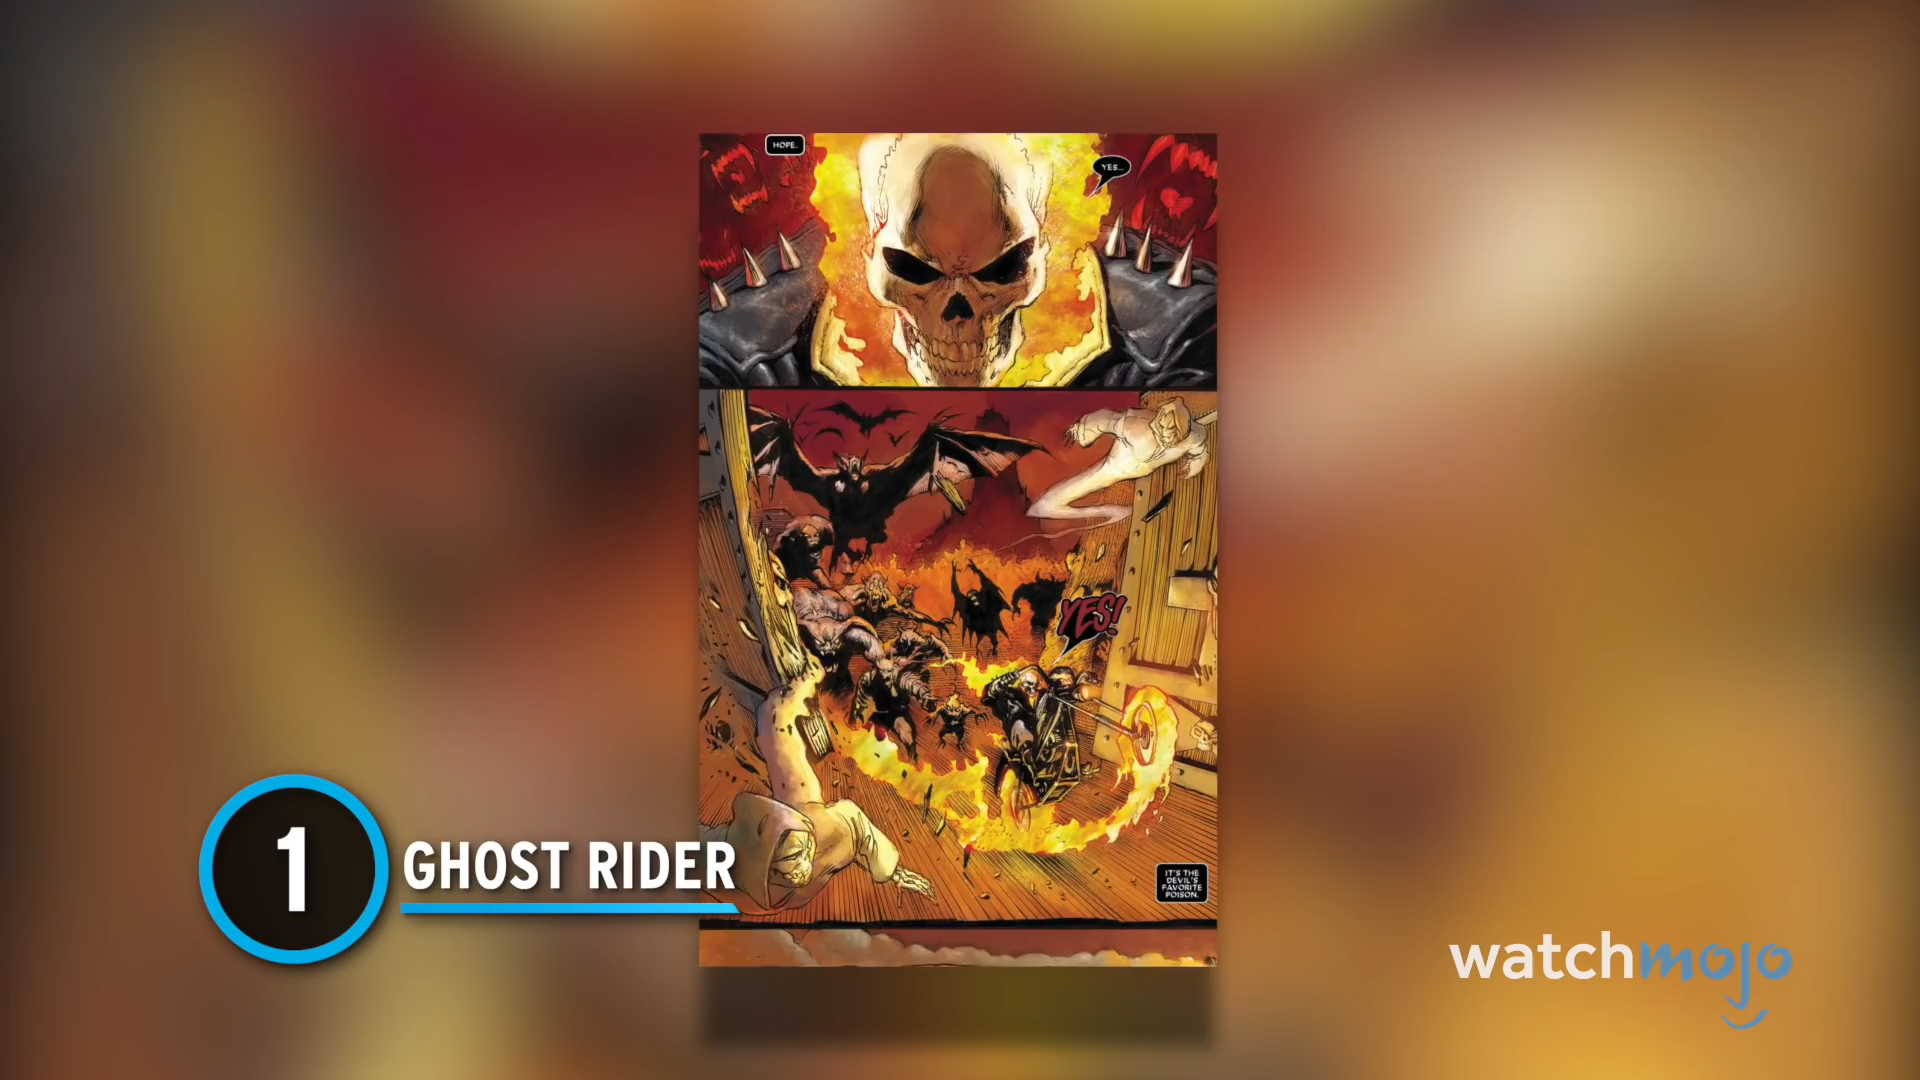 HOPE.
YES...
YES!
IT'S THE
DEVIL'S
FAVORITE
POISON.
1
GHOST RIDER
watchmojo